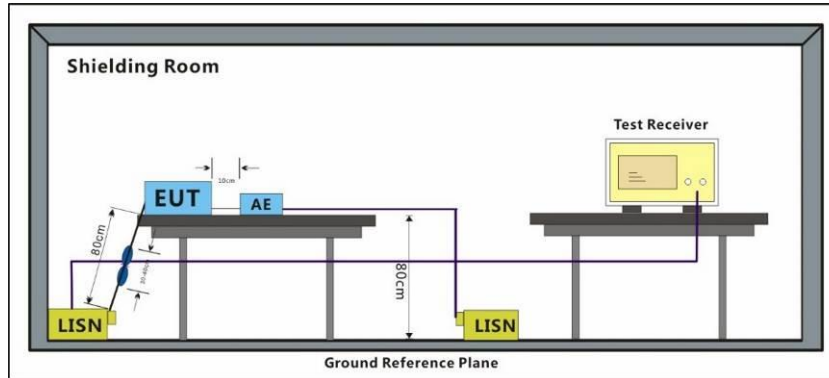 Shielding Room
Test Receiver
10cm
EUT
AE
80cm
80cm
LISN
LISN
Ground Reference Plane